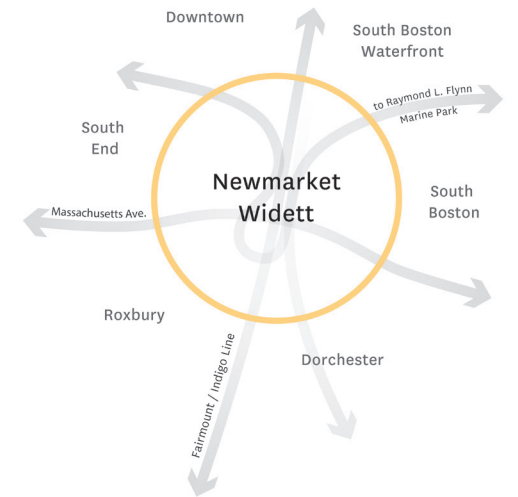 Downtown
South Boston
Waterfront
to Raymond L. Flynn
Marine Park
South
End
Newmarket
Widett
South
Boston
Massachusetts Ave.
Roxbury
Fairmount / Indigo Line
Dorchester